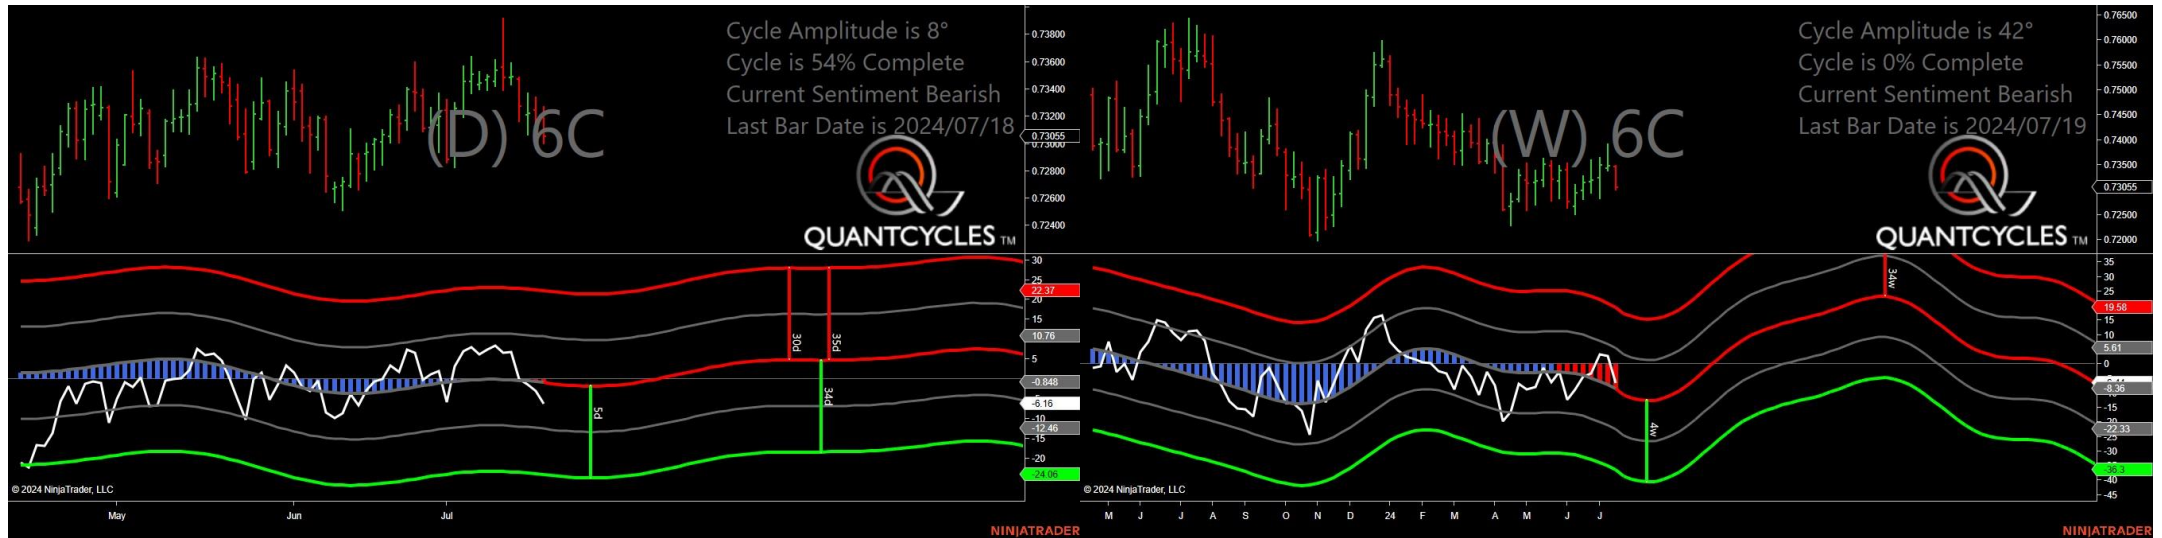 Cycle Amplitude is 8°
Cycle is 54% Complete
Current Sentiment Bearish
Last Bar Date is 2024/07/18
(D) 6C
QUANTCYCLES TM
0.73800
0.73600
0.73400
0.73200
0.73055
0.73000
0.72800
0.72600
0.72400
30
25
22.37
20
15
10.76
5
-0.848
-6.16
-10
-12.46
-15
-20
-24.06
30d
35d
5d
34d
© 2024 NinjaTrader, LLC
May
Jun
Jul
NINJATRADER
Cycle Amplitude is 42°
Cycle is 0% Complete
Current Sentiment Bearish
Last Bar Date is 2024/07/19
(W) 6C
QUANTCYCLES TM
0.76500
0.76000
0.75500
0.75000
0.74500
0.74000
0.73500
0.73055
0.72500
0.72000
35
30
25
19.58
15
10
5.61
0
-8.36
-15
-22.33
-25
-30
-36.3
-40
-45
34w
4w
© 2024 NinjaTrader, LLC
M J J A S O N D 24 F M A M J J
NINJATRADER